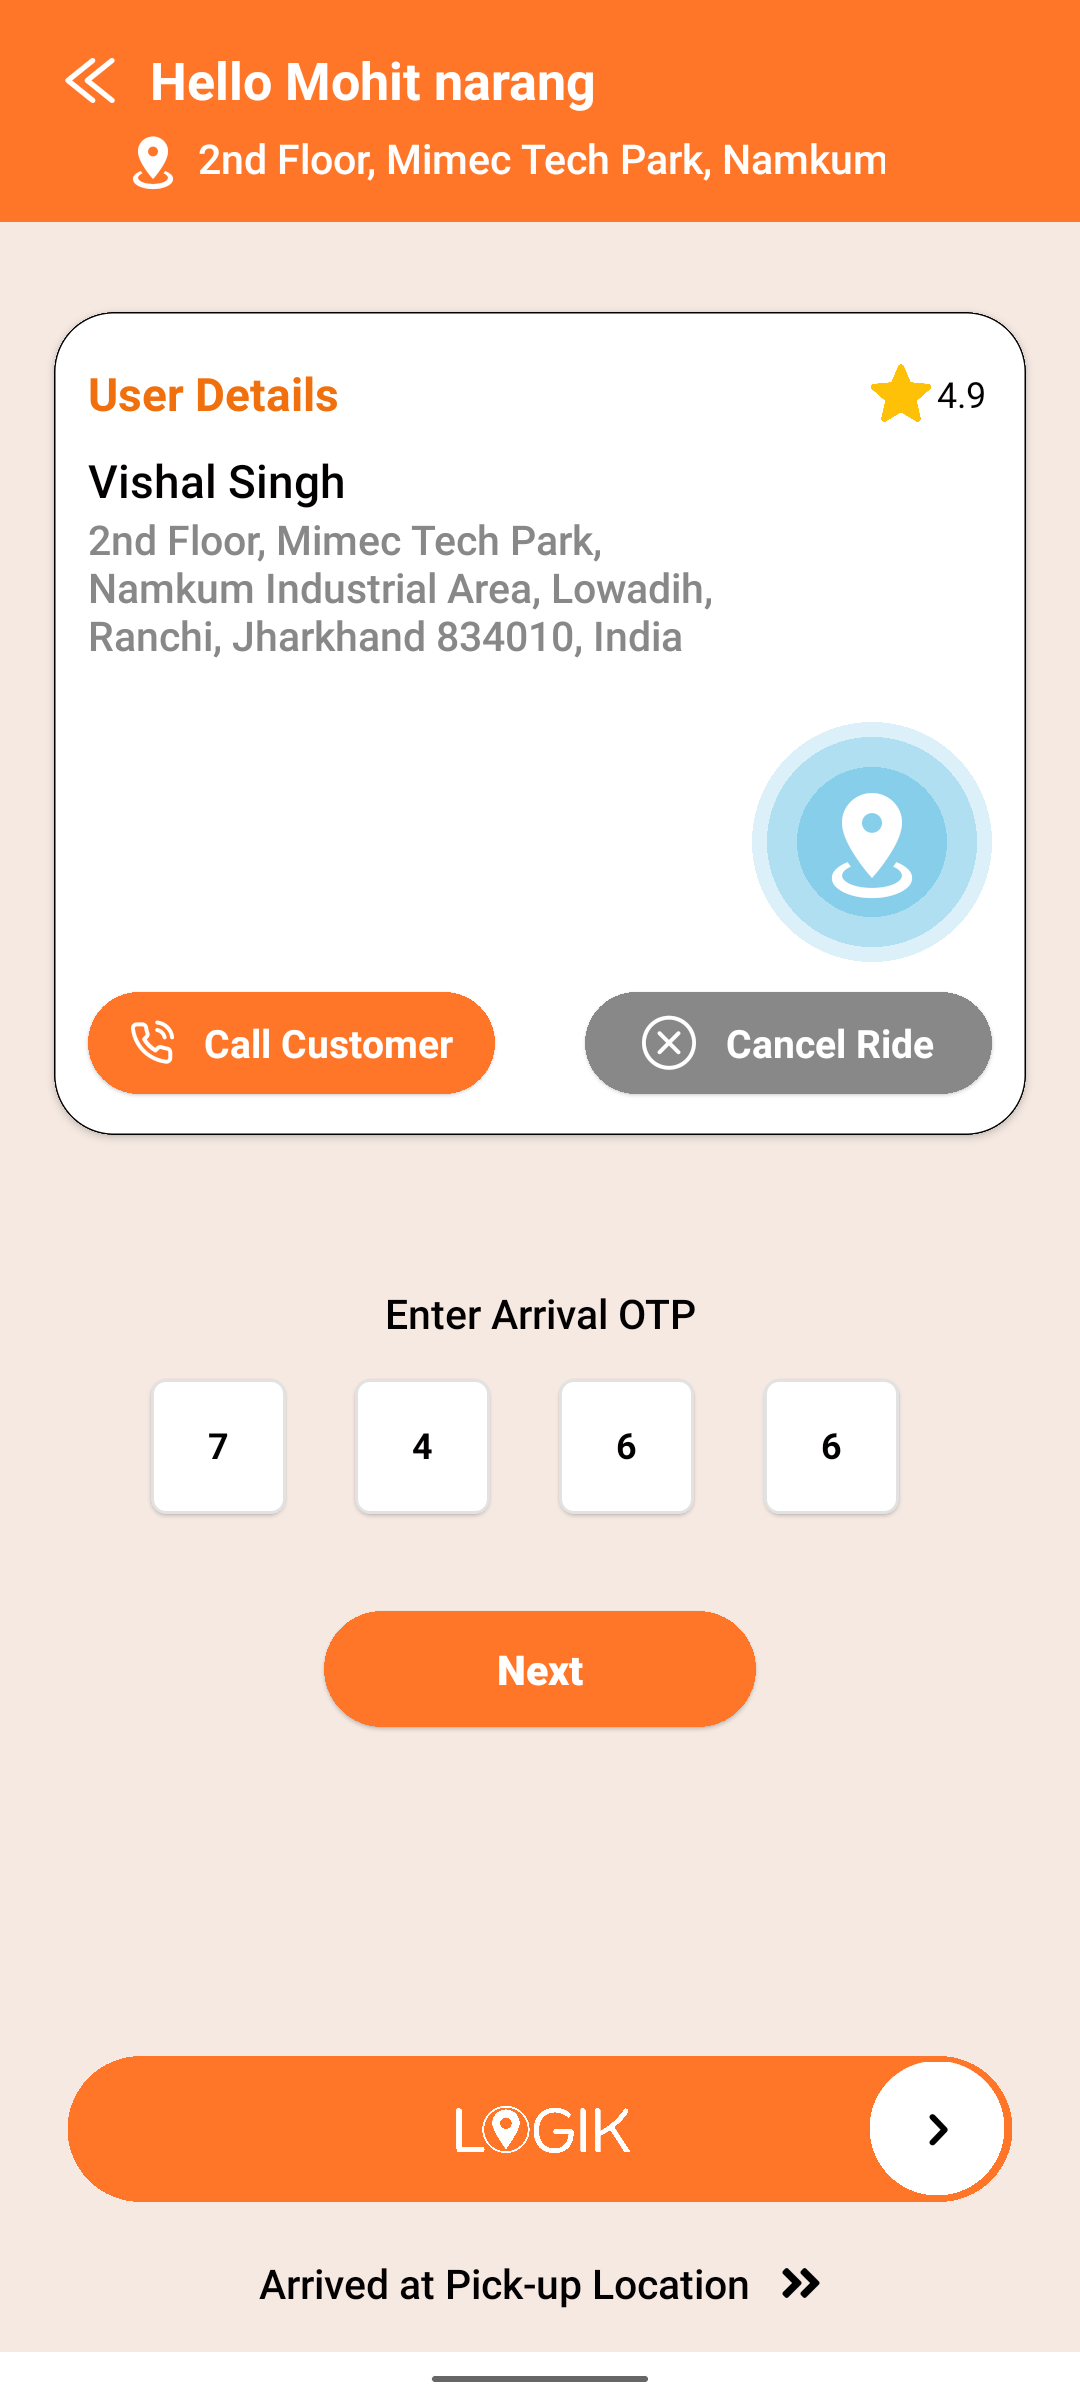 Hello Mohit narang
2nd Floor, Mimec Tech Park, Namkum
User Details
4.9
Vishal Singh
2nd Floor, Mimec Tech Park,
Namkum Industrial Area, Lowadih,
Ranchi, Jharkhand 834010, India
Call Customer
Cancel Ride
Enter Arrival OTP
7 4 6 6
Next
LOGIK
Arrived at Pick-up Location